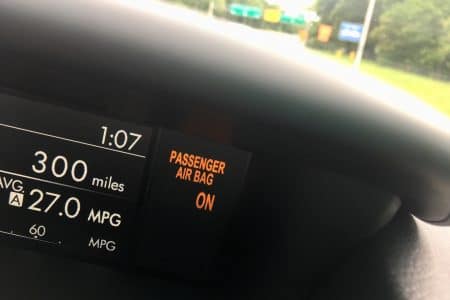 1:07
300 miles
AVG.
A 27.0 MPG
60 MPG
PASSENGER
AIR BAG
ON